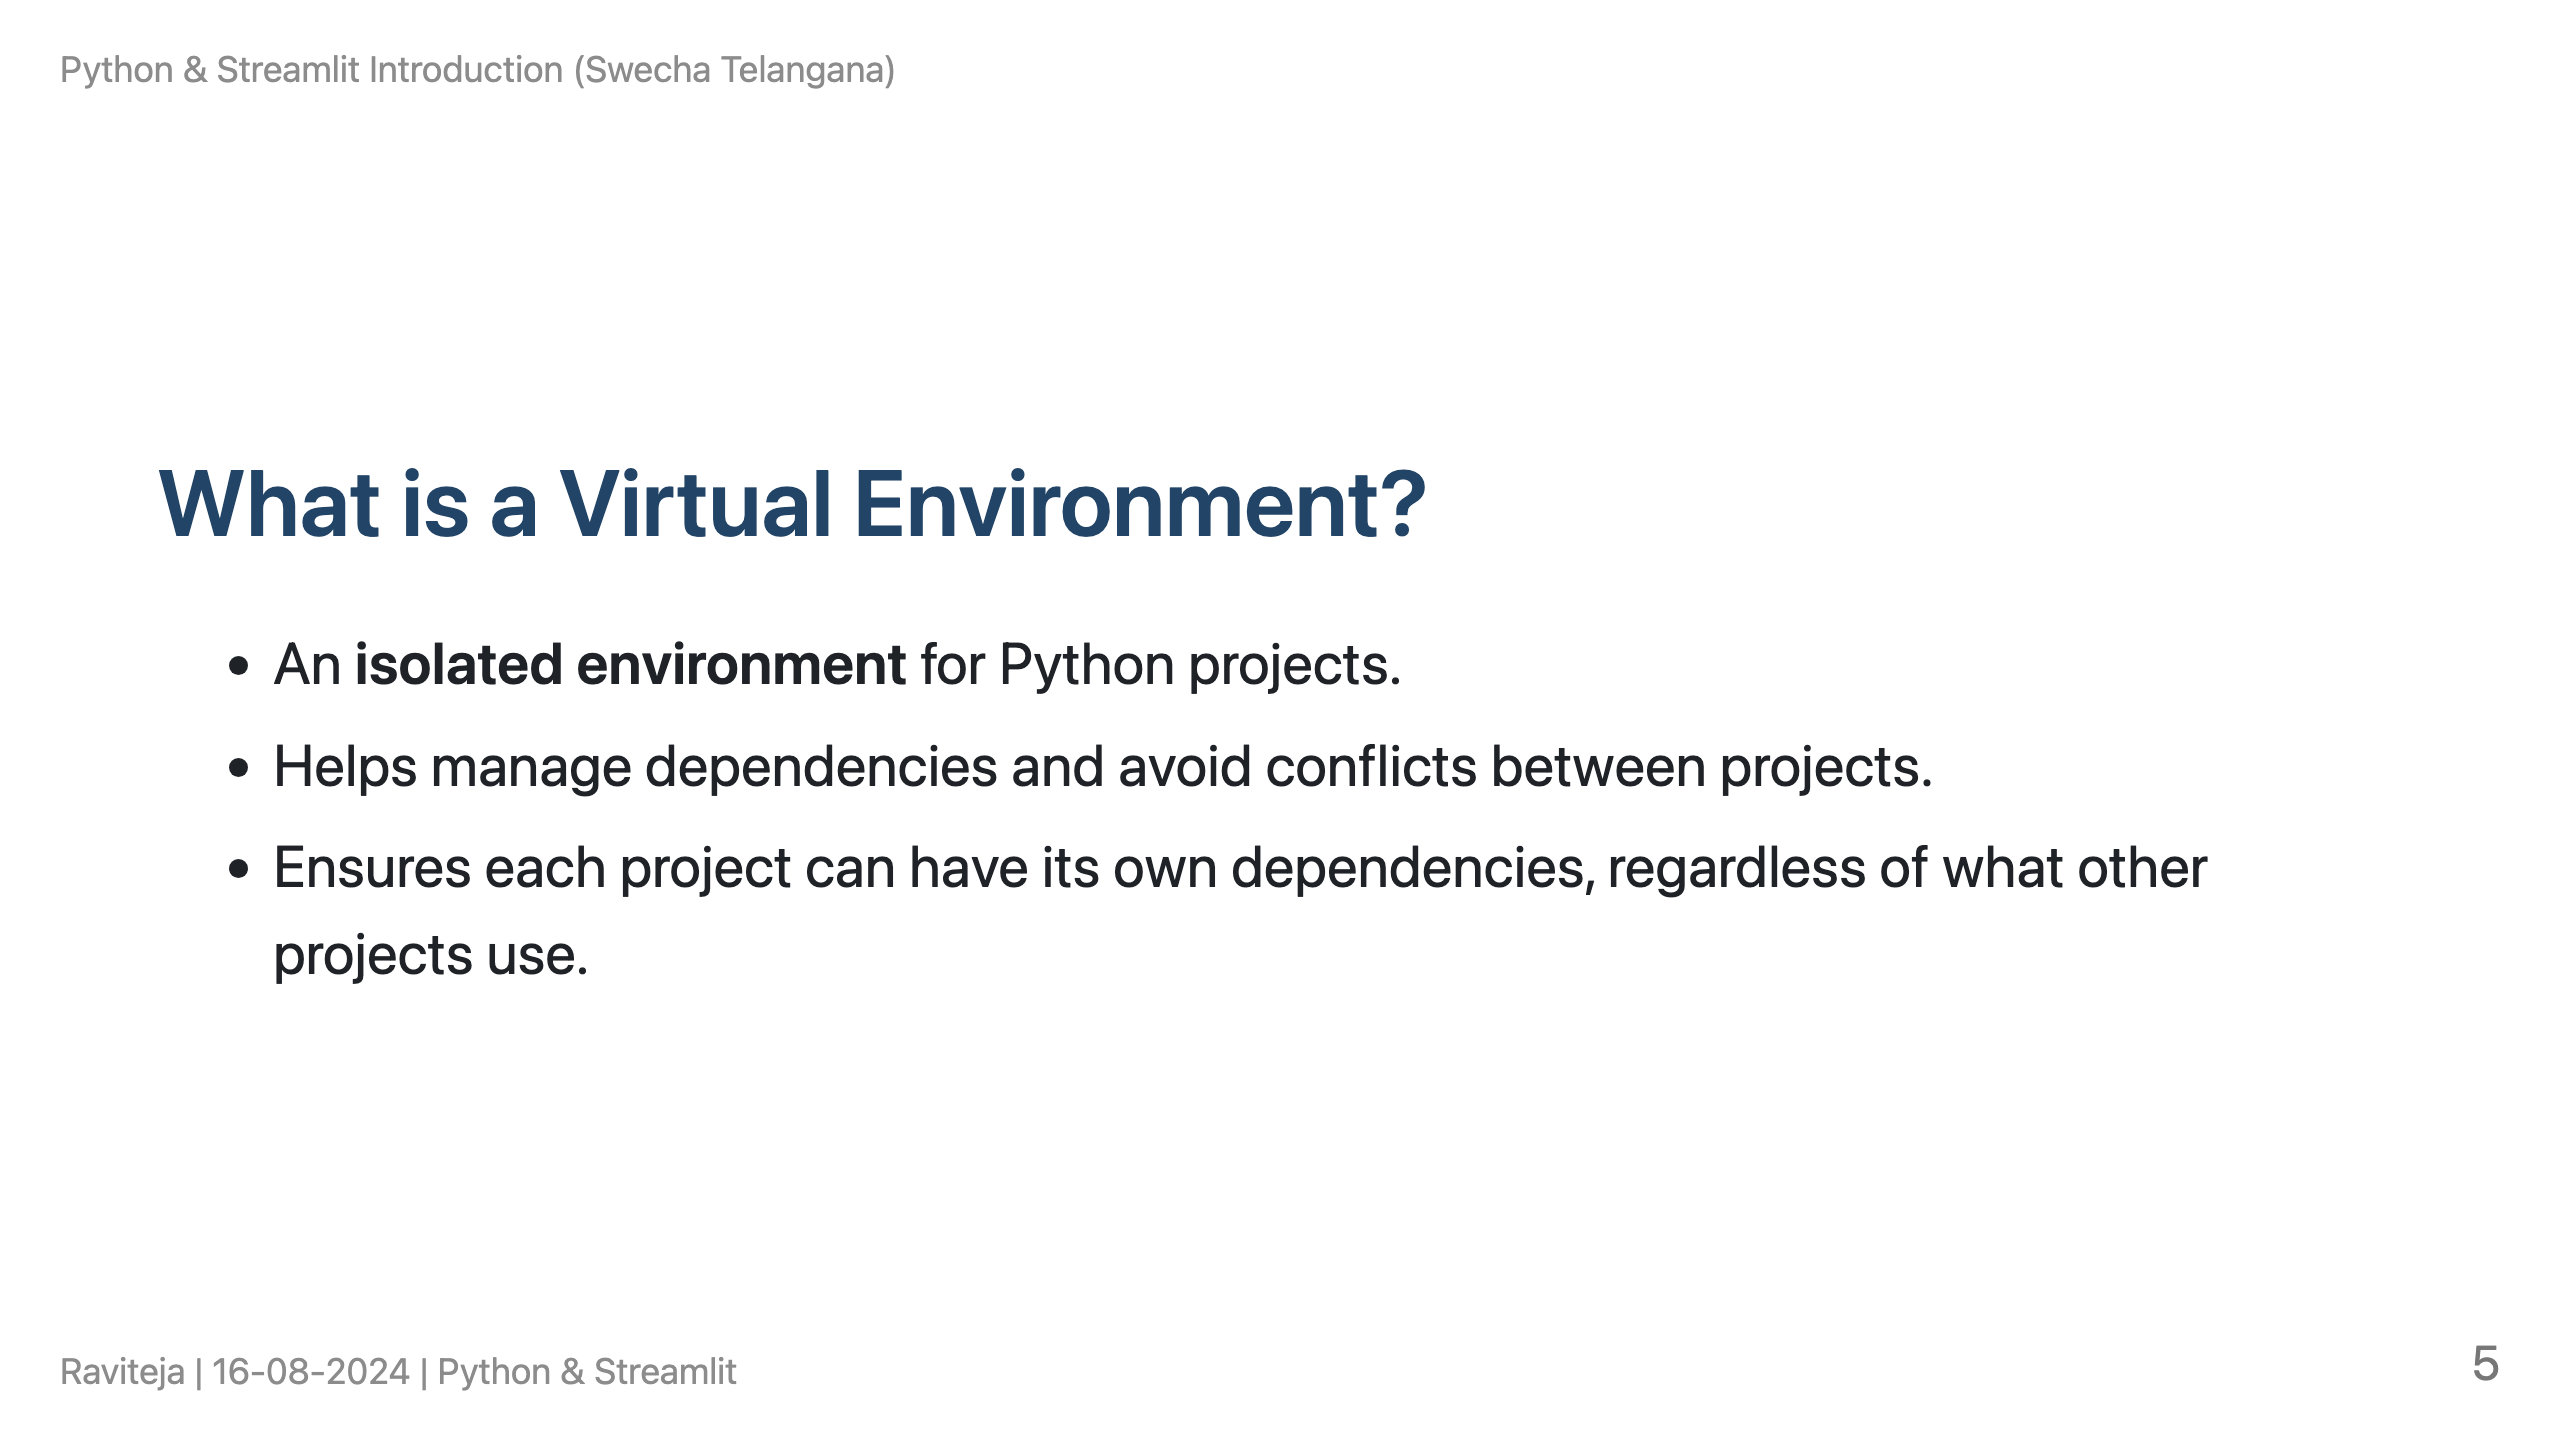 Python & Streamlit Introduction (Swecha Telangana)
What is a Virtual Environment?
• An isolated environment for Python projects.
• Helps manage dependencies and avoid conflicts between projects.
• Ensures each project can have its own dependencies, regardless of what other
projects use.
Raviteja | 16-08-2024 | Python & Streamlit
5